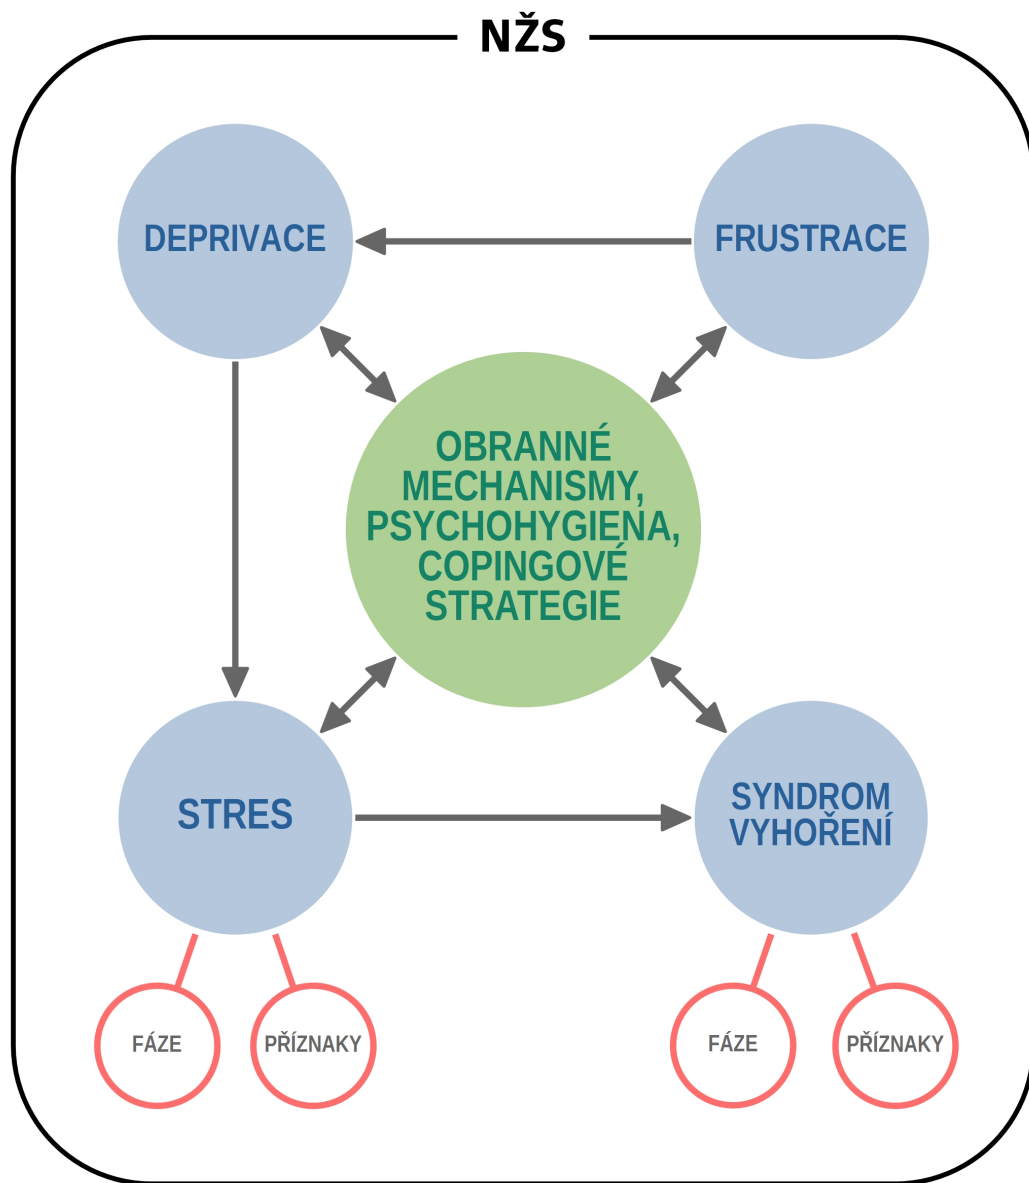 NŽS
DEPRIVACE
FRUSTRACE
OBRANNÉ
MECHANISMY,
PSYCHOHYGIENA,
COPINGOVÉ
STRATEGIE
STRES
SYNDROM
VYHOŘENÍ
FÁZE
PŘÍZNAKY
FÁZE
PŘÍZNAKY